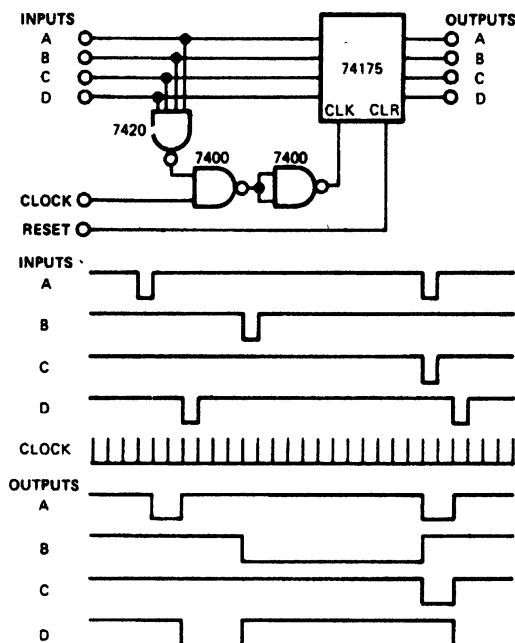 INPUTS OUTPUTS
A A
B B
C 74175 C
D D
CLK CLR
7420
7400 7400
CLOCK
RESET
INPUTS
A
B
C
D
CLOCK
OUTPUTS
A
B
C
D